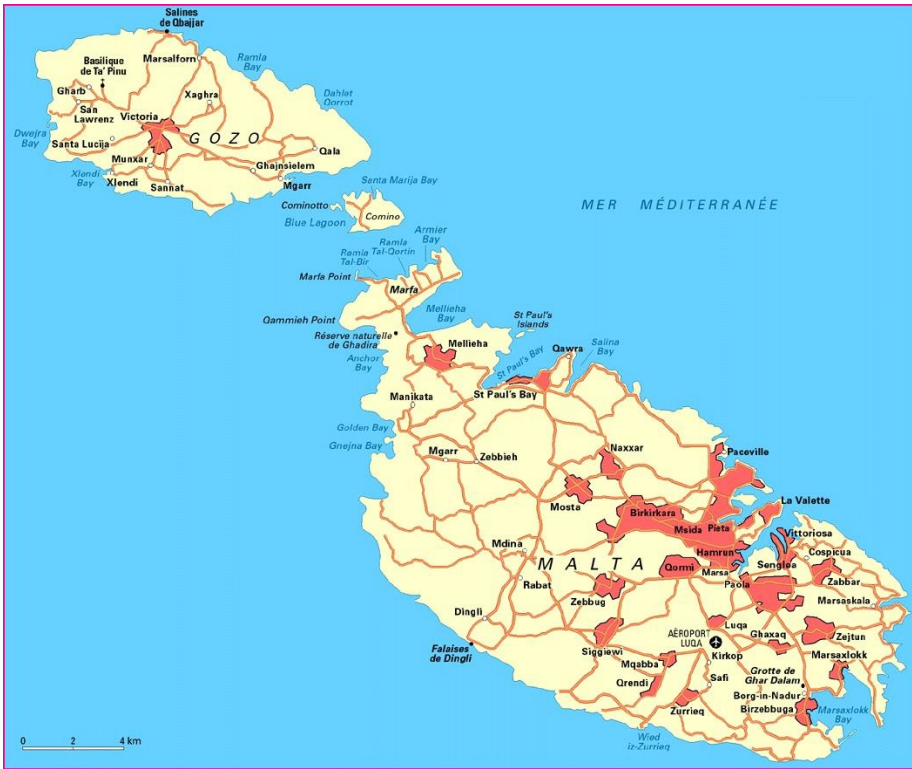 Salines
de Qbajjar
Marsalforn
Ramla
Bay
Basilique
de Ta' Pinu
Gharb
San
Lawrenz
Xaghra
Dahlat
Qorrot
Victoria
GOZO
Dwejra
Bay
Santa Lucija
Qala
Munxar
Ghajnsielem
Xlendi
Bay
Xlendi
Sannat
Mgarr
Santa Marija Bay
Cominotto
Comino
Blue Lagoon
MER MÉDITERRANÉE
Armier
Bay
Ramla
Tal-Qortin
Ramla
Tal-Bir
Marfa Point
Marfa
Qammieh Point
Mellieha
Bay
St Paul's
Islands
Réserve naturelle
de Ghadira
Mellieha
Anchor
Bay
St Paul's Bay
Qawra
Salina
Bay
St Paul's Bay
Manikata
Golden Bay
Gnejna Bay
Mgarr
Zebbieh
Naxxar
Paceville
Mosta
Birkirkara
La Valette
Msida
Pieta
Vittoriosa
Mdina
Hamrun
Cospicua
MALTA
Qormi
Marsa
Senglea
Rabat
Paola
Zabbar
Zebbug
Marsaskala
Dingli
Luqa
AÈROPORT
LUQA
Ghaxaq
Zejtun
Falaises
de Dingli
Siggiewi
Kirkop
Marsaxlokk
Mqabba
Grotte de
Ghar Dalam
Qrendi
Safi
Borg-in-Nadur
Zurrieq
Birzebbuga
Marsaxlokk
Bay
Wied
iz-Zurrieq
0 2 4 km